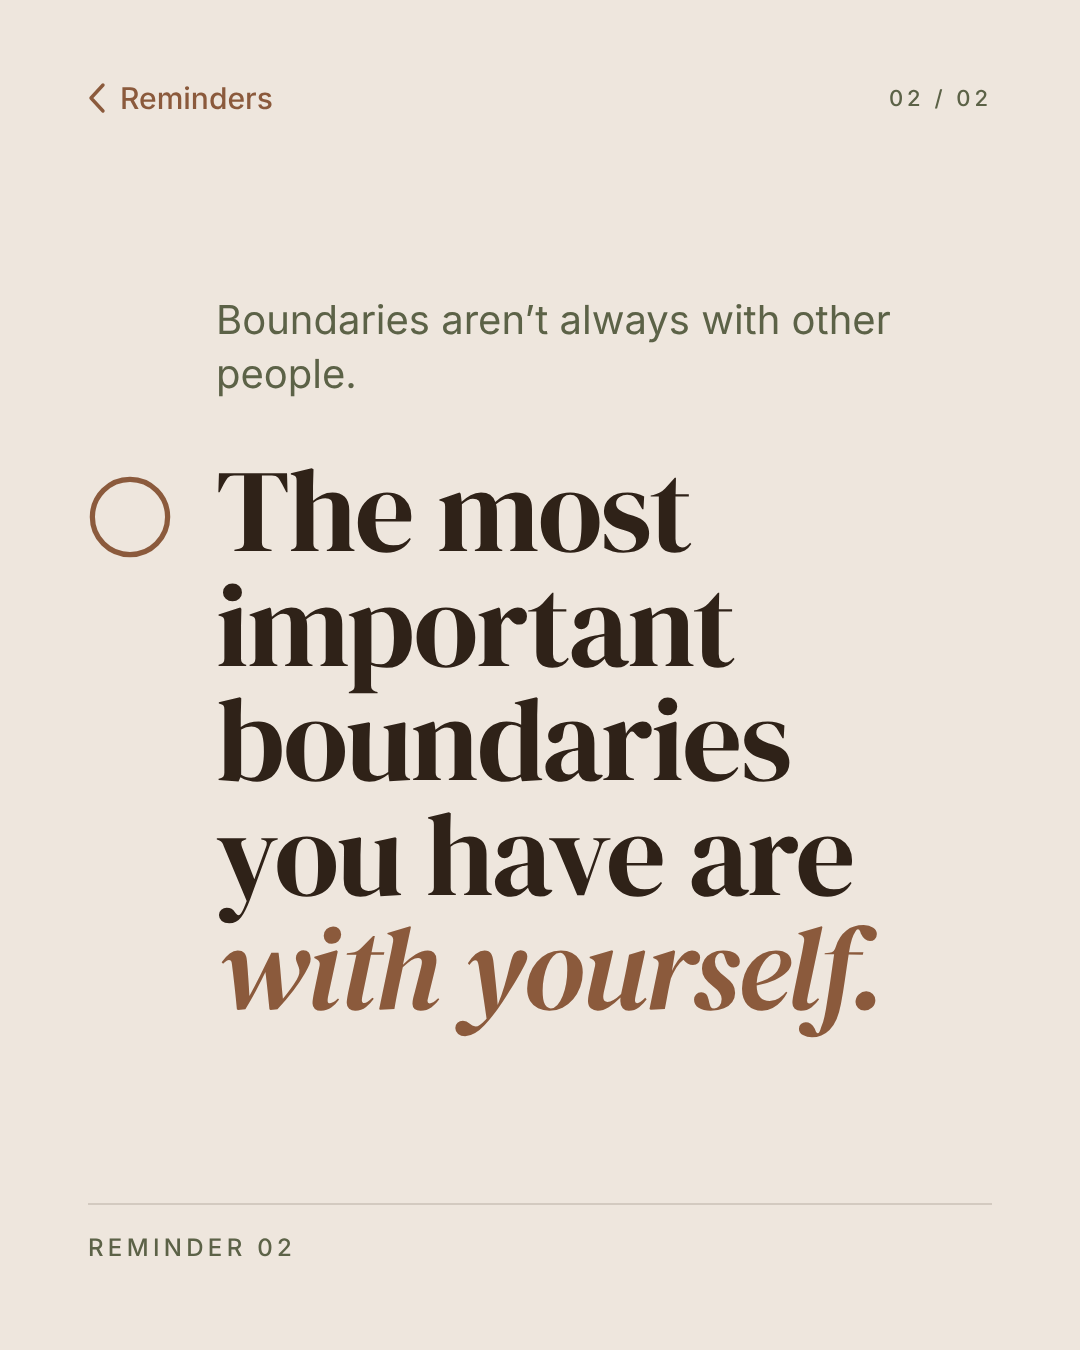 Reminders
02 / 02
Boundaries aren’t always with other
people.
The most
important
boundaries
you have are
with yourself.
REMINDER 02